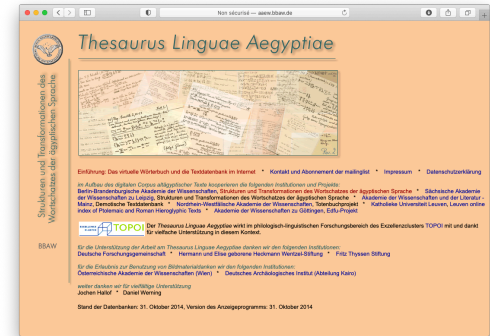 Non sécurisé — aaew.bbaw.de
Thesaurus Linguae Aegyptiae
Strukturen und Transformationen des
Wortschatzes der ägyptischen Sprache
BBAW
Einführung: Das virtuelle Wörterbuch und die Textdatenbank im Internet * Kontakt und Abonnement der mailinglist * Impressum * Datenschutzerklärung
im Aufbau des digitalen Corpus altägyptischer Texte kooperieren die folgenden Institutionen und Projekte:
Berlin-Brandenburgische Akademie der Wissenschaften, Strukturen und Transformationen des Wortschatzes der ägyptischen Sprache * Sächsische Akademie
der Wissenschaften zu Leipzig, Strukturen und Transformationen des Wortschatzes der ägyptischen Sprache * Akademie der Wissenschaften und der Literatur -
Mainz, Demotische Textdatenbank * Nordrhein-Westfälische Akademie der Wissenschaften, Totenbuchprojekt * Katholieke Universiteit Leuven, Leuven online
Index of Ptolemaic and Roman Hieroglyphic Texts * Akademie der Wissenschaften zu Göttingen, Edfu-Projekt
TOPOI Der Thesaurus Linguae Aegyptiae wirkt im philologisch-linguistischen Forschungsbereich des Exzellenzclusters TOPOI mit und dankt
für vielfache Unterstützung in diesem Kontext.
für die Unterstützung der Arbeit am Thesaurus Linguae Aegyptiae danken wir den folgenden Institutionen:
Deutsche Forschungsgemeinschaft * Hermann und Elise geborene Heckmann Wentzel-Stiftung * Fritz Thyssen Stiftung
für die Erlaubnis zur Benutzung von Bildmaterial danken wir den folgenden Institutionen:
Österreichische Akademie der Wissenschaften (Wien) * Deutsches Archäologisches Institut (Abteilung Kairo)
weiter danken wir für vielfältige Unterstützung
Jochen Hallof * Daniel Werning
Stand der Datenbanken: 31. Oktober 2014, Version des Anzeigeprogramms: 31. Oktober 2014